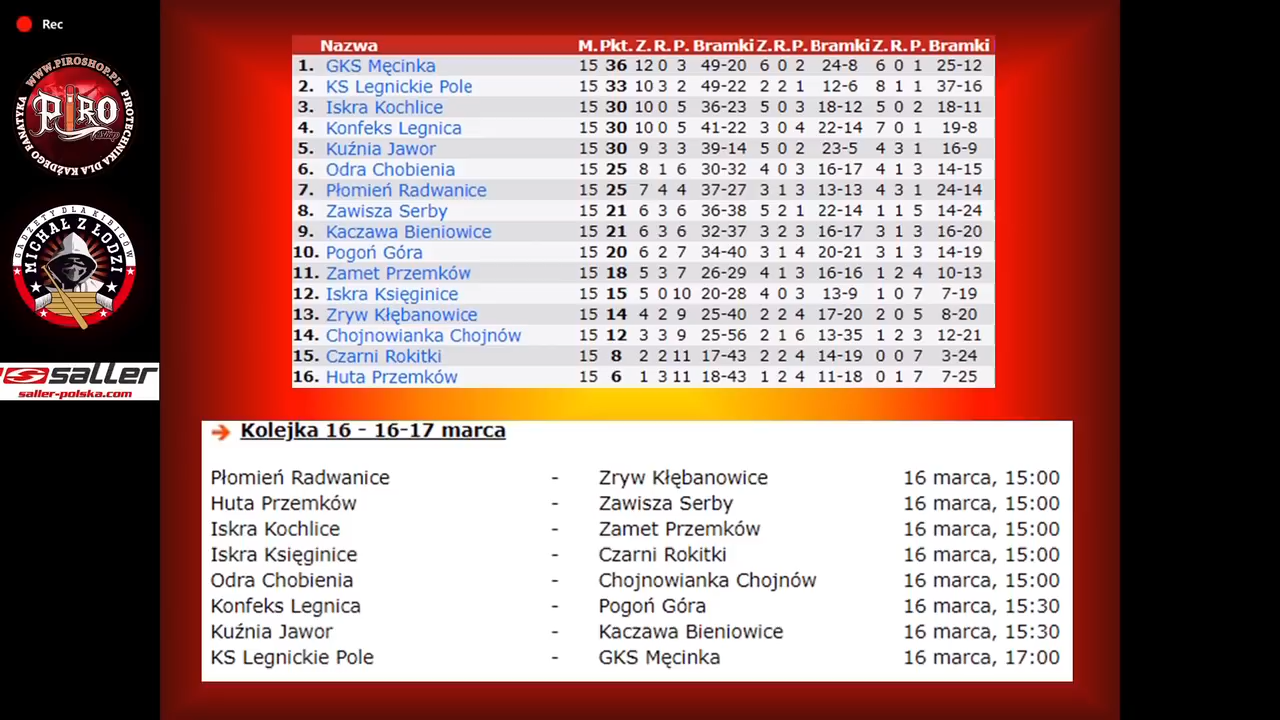 Rec
WWW.PIROSHOP.PL
PIROTECHNIKA DLA KAŻDEGO FANATYKA
PIRO
GADŻETY DLA KIBICÓW
MICHAŁ Z ŁODZI
saller
saller-polska.com
Nazwa M. Pkt. Z. R. P. Bramki Z. R. P. Bramki Z. R. P. Bramki
1. GKS Męcinka 15 36 12 0 3 49-20 6 0 2 24-8 6 0 1 25-12
2. KS Legnickie Pole 15 33 10 3 2 49-22 2 2 1 12-6 8 1 1 37-16
3. Iskra Kochlice 15 30 10 0 5 36-23 5 0 3 18-12 5 0 2 18-11
4. Konfeks Legnica 15 30 10 0 5 41-22 3 0 4 22-14 7 0 1 19-8
5. Kuźnia Jawor 15 30 9 3 3 39-14 5 0 2 23-5 4 3 1 16-9
6. Odra Chobienia 15 25 8 1 6 30-32 4 0 3 16-17 4 1 3 14-15
7. Płomień Radwanice 15 25 7 4 4 37-27 3 1 3 13-13 4 3 1 24-14
8. Zawisza Serby 15 21 6 3 6 36-38 5 2 1 22-14 1 1 5 14-24
9. Kaczawa Bieniowice 15 21 6 3 6 32-37 3 2 3 16-17 3 1 3 16-20
10. Pogoń Góra 15 20 6 2 7 34-40 3 1 4 20-21 3 1 3 14-19
11. Zamet Przemków 15 18 5 3 7 26-29 4 1 3 16-16 1 2 4 10-13
12. Iskra Księginice 15 15 5 0 10 20-28 4 0 3 13-9 1 0 7 7-19
13. Zryw Kłębanowice 15 14 4 2 9 25-40 2 2 4 17-20 2 0 5 8-20
14. Chojnowianka Chojnów 15 12 3 3 9 25-56 2 1 6 13-35 1 2 3 12-21
15. Czarni Rokitki 15 8 2 2 11 17-43 2 2 4 14-19 0 0 7 3-24
16. Huta Przemków 15 6 1 3 11 18-43 1 2 4 11-18 0 1 7 7-25
Kolejka 16 - 16-17 marca
Płomień Radwanice - Zryw Kłębanowice 16 marca, 15:00
Huta Przemków - Zawisza Serby 16 marca, 15:00
Iskra Kochlice - Zamet Przemków 16 marca, 15:00
Iskra Księginice - Czarni Rokitki 16 marca, 15:00
Odra Chobienia - Chojnowianka Chojnów 16 marca, 15:00
Konfeks Legnica - Pogoń Góra 16 marca, 15:30
Kuźnia Jawor - Kaczawa Bieniowice 16 marca, 15:30
KS Legnickie Pole - GKS Męcinka 16 marca, 17:00